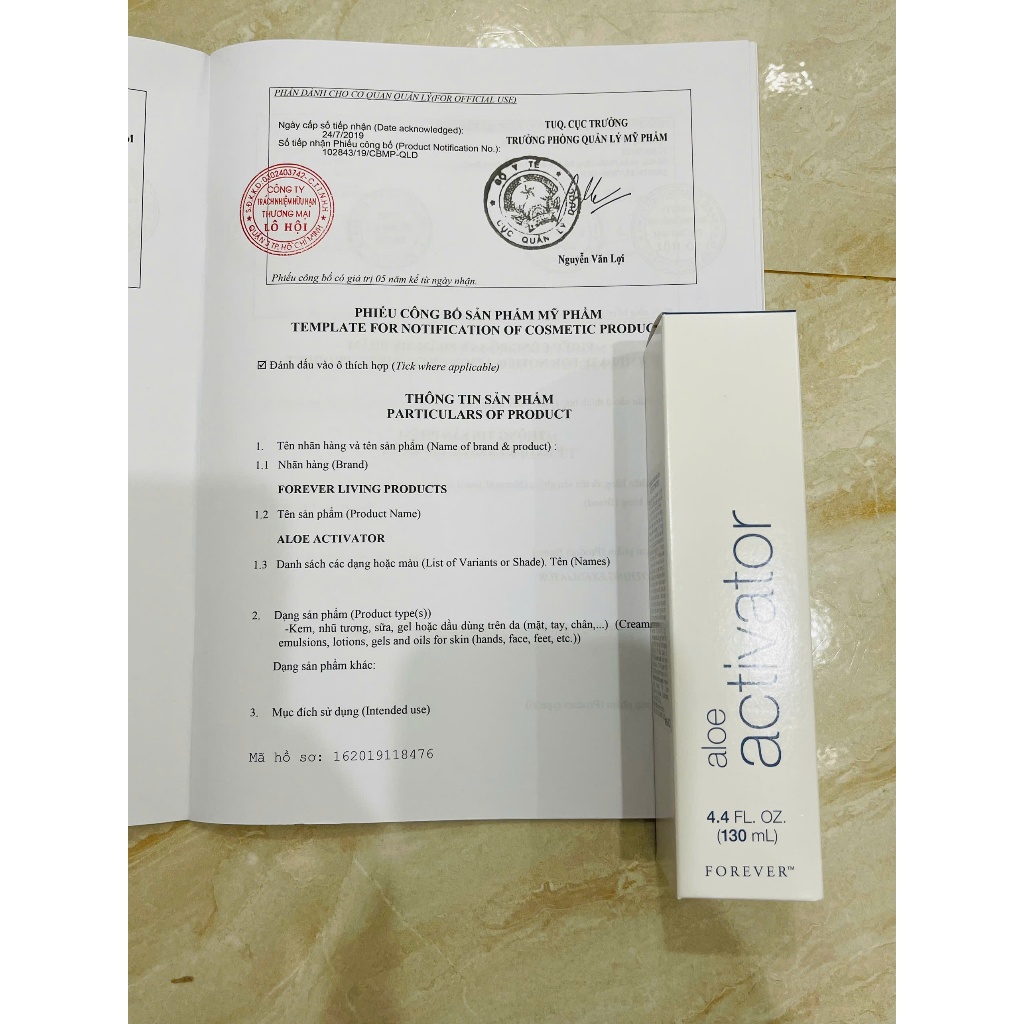 PHẦN DÀNH CHO CƠ QUAN QUẢN LÝ(FOR OFFICIAL USE)
Ngày cấp số tiếp nhận (Date acknowledged):
24/7/2019
Số tiếp nhận Phiếu công bố (Product Notification No.):
102843/19/CBMP-QLD
TUQ. CỤC TRƯỞNG
TRƯỞNG PHÒNG QUẢN LÝ MỸ PHẨM
S.Đ.K.K.D:0302403742-C.T.T.N.H.H
CÔNG TY
TRÁCH NHIỆM HỮU HẠN
THƯƠNG MẠI
LÔ HỘI
QUẬN 3 TP. HỒ CHÍ MINH
BỘ Y TẾ
CỤC QUẢN LÝ
Nguyễn Văn Lợi
Phiếu công bố có giá trị 05 năm kể từ ngày nhận.
PHIẾU CÔNG BỐ SẢN PHẨM MỸ PHẨM
TEMPLATE FOR NOTIFICATION OF COSMETIC PRODUC
☑ Đánh dấu vào ô thích hợp (Tick where applicable)
THÔNG TIN SẢN PHẨM
PARTICULARS OF PRODUCT
1. Tên nhãn hàng và tên sản phẩm (Name of brand & product) :
1.1 Nhãn hàng (Brand)
FOREVER LIVING PRODUCTS
1.2 Tên sản phẩm (Product Name)
ALOE ACTIVATOR
1.3 Danh sách các dạng hoặc màu (List of Variants or Shade). Tên (Names)
2. Dạng sản phẩm (Product type(s))
-Kem, nhũ tương, sữa, gel hoặc dầu dùng trên da (mặt, tay, chân,...) (Cream
emulsions, lotions, gels and oils for skin (hands, face, feet, etc.))
Dạng sản phẩm khác:
3. Mục đích sử dụng (Intended use)
Mã hồ sơ: 162019118476
aloe
activator
4.4 FL. OZ.
(130 mL)
FOREVER™